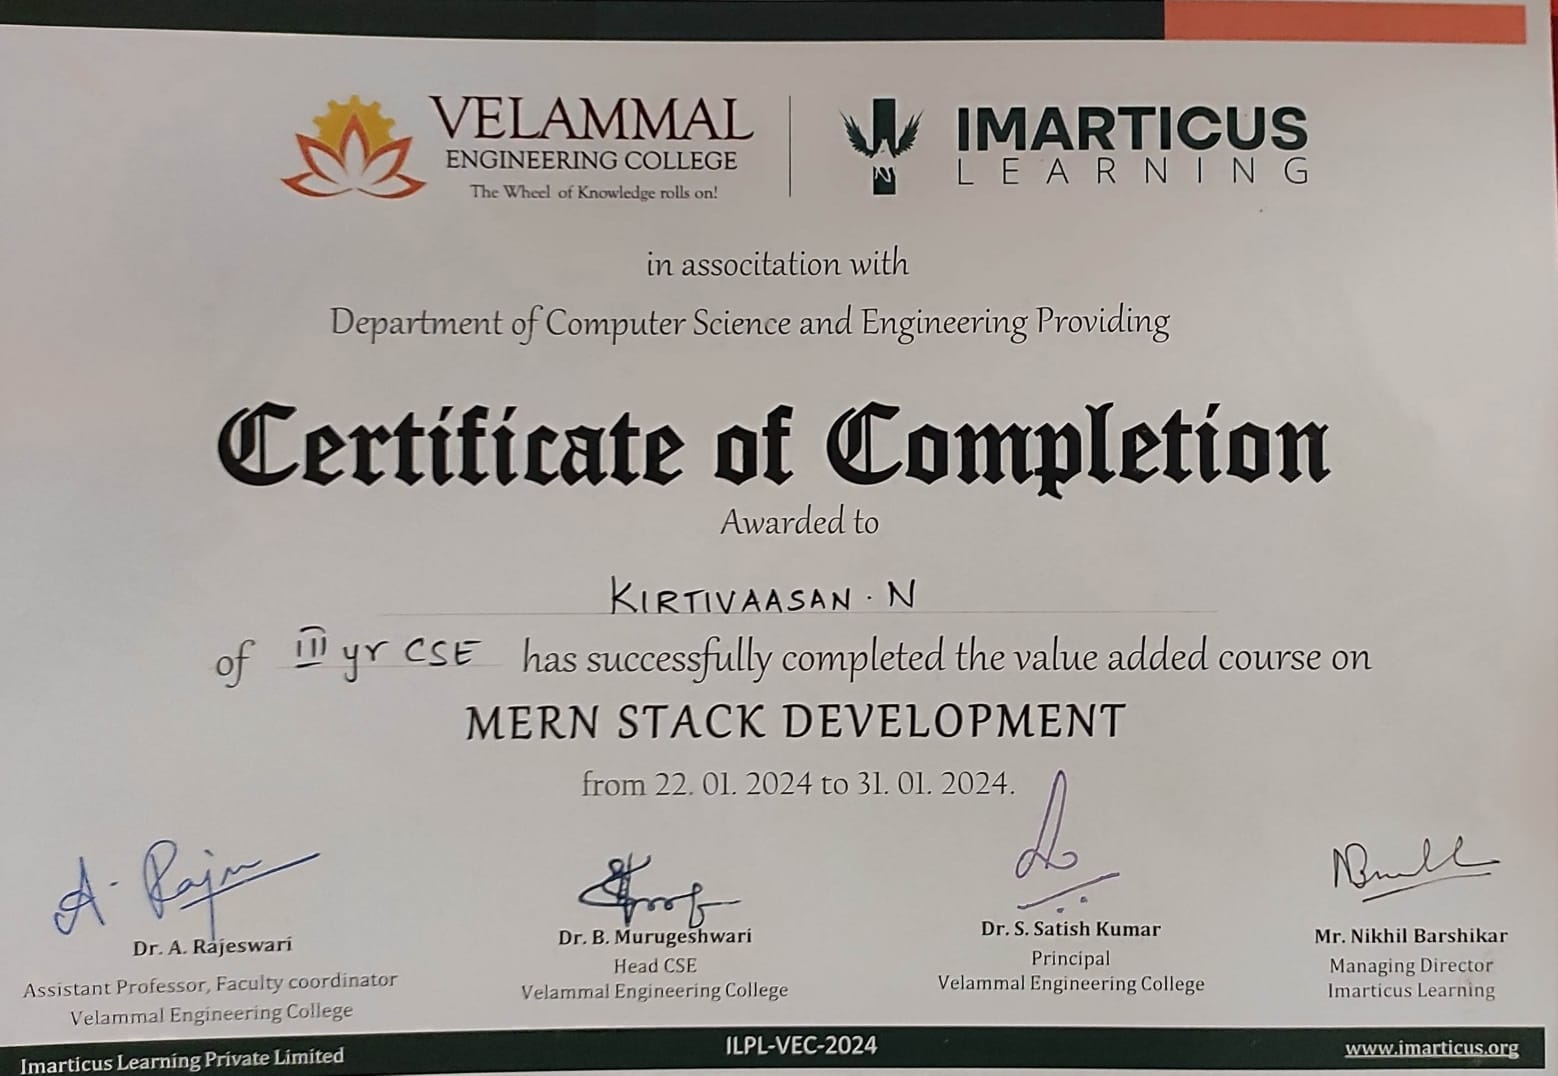 VELAMMAL
ENGINEERING COLLEGE
The Wheel of Knowledge rolls on!
IMARTICUS
LEARNING
in associtation with
Department of Computer Science and Engineering Providing
Certificate of Completion
Awarded to
KIRTIVAASAN . N
of III yr CSE has successfully completed the value added course on
MERN STACK DEVELOPMENT
from 22. 01. 2024 to 31. 01. 2024.
Dr. A. Rajeswari
Assistant Professor, Faculty coordinator
Velammal Engineering College
Dr. B. Murugeshwari
Head CSE
Velammal Engineering College
Dr. S. Satish Kumar
Principal
Velammal Engineering College
Mr. Nikhil Barshikar
Managing Director
Imarticus Learning
Imarticus Learning Private Limited
ILPL-VEC-2024
www.imarticus.org